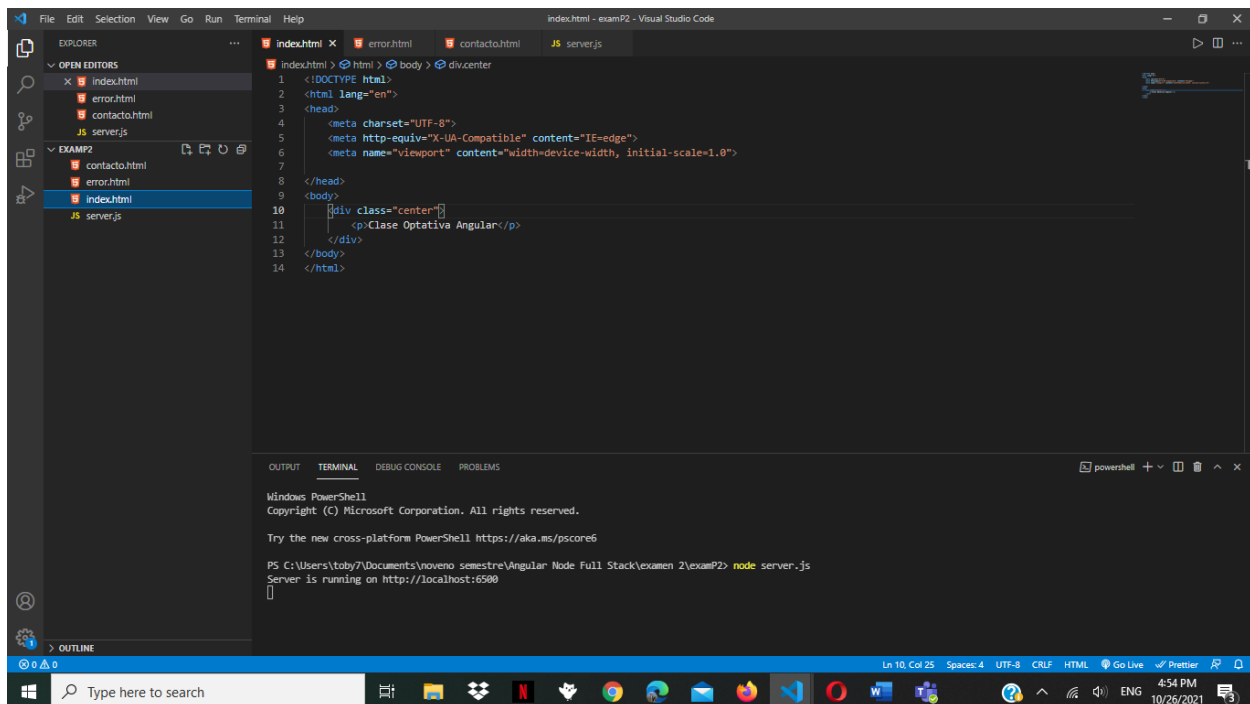 File Edit Selection View Go Run Terminal Help
index.html - examP2 - Visual Studio Code
EXPLORER
OPEN EDITORS
index.html
error.html
contacto.html
JS server.js
EXAMP2
contacto.html
error.html
index.html
JS server.js
OUTLINE
index.html error.html contacto.html JS server.js
index.html > html > body > div.center
1 <!DOCTYPE html>
2 <html lang="en">
3 <head>
4 <meta charset="UTF-8">
5 <meta http-equiv="X-UA-Compatible" content="IE=edge">
6 <meta name="viewport" content="width=device-width, initial-scale=1.0">
7
8 </head>
9 <body>
10 <div class="center">
11 <p>Clase Optativa Angular</p>
12 </div>
13 </body>
14 </html>
OUTPUT TERMINAL DEBUG CONSOLE PROBLEMS
powershell
Windows PowerShell
Copyright (C) Microsoft Corporation. All rights reserved.
Try the new cross-platform PowerShell https://aka.ms/pscore6
PS C:\Users\toby7\Documents\noveno semestre\Angular Node Full Stack\examen 2\examP2> node server.js
Server is running on http://localhost:6500
1
0 0
Ln 10, Col 25 Spaces: 4 UTF-8 CRLF HTML Go Live Prettier
Type here to search
N
W
T
ENG
4:54 PM
10/26/2021
3